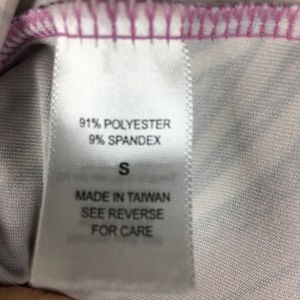 91% POLYESTER
9% SPANDEX
S
MADE IN TAIWAN
SEE REVERSE
FOR CARE